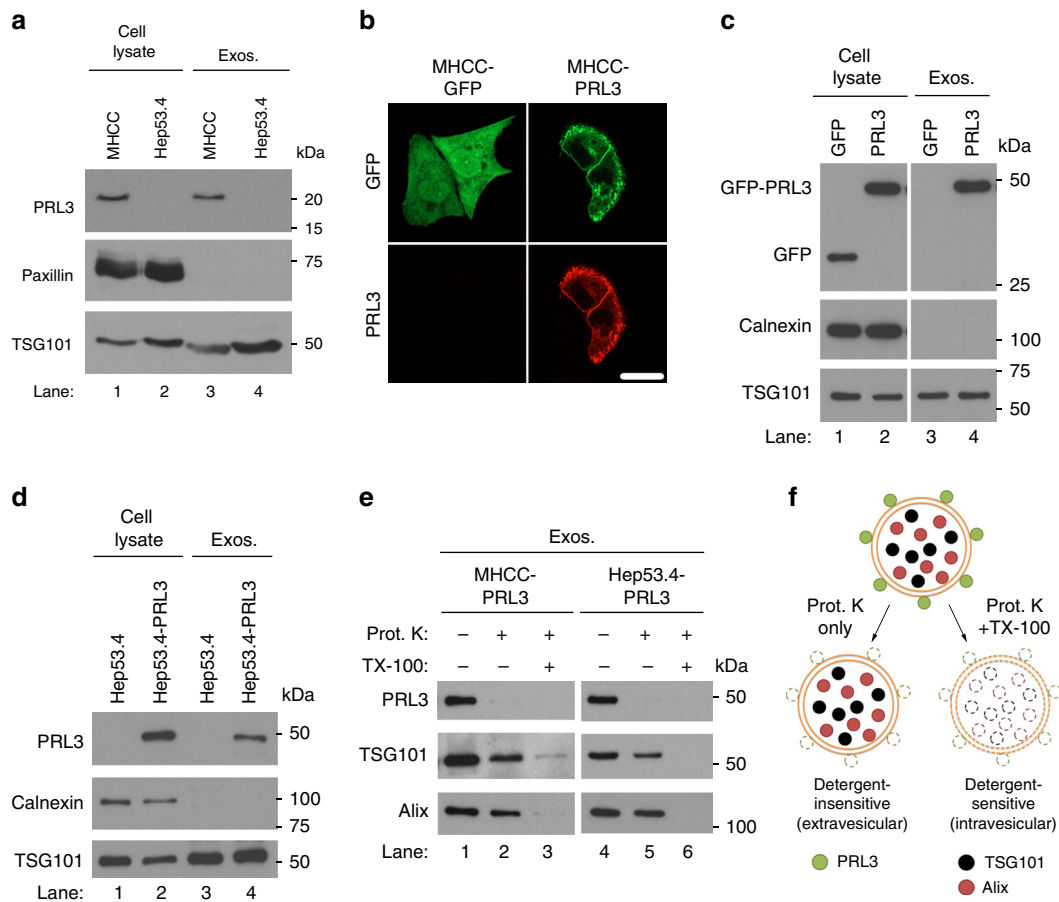 a
Cell
lysate
Exos.
MHCC
Hep53.4
MHCC
Hep53.4
kDa
PRL3
20
15
Paxillin
75
TSG101
50
Lane:
1 2 3 4
b
MHCC-
GFP
MHCC-
PRL3
GFP
PRL3
c
Cell
lysate
Exos.
GFP
PRL3
GFP
PRL3
kDa
GFP-PRL3
50
GFP
25
Calnexin
100
75
TSG101
50
Lane:
1 2 3 4
d
Cell
lysate
Exos.
Hep53.4
Hep53.4-PRL3
Hep53.4
Hep53.4-PRL3
kDa
PRL3
50
Calnexin
100
75
TSG101
50
Lane:
1 2 3 4
e
Exos.
MHCC-
PRL3
Hep53.4-
PRL3
Prot. K: – + + – + +
TX-100: – – + – – + kDa
PRL3
50
TSG101
50
Alix
100
Lane: 1 2 3 4 5 6
f
Prot. K
only
Prot. K
+TX-100
Detergent-
insensitive
(extravesicular)
Detergent-
sensitive
(intravesicular)
PRL3
TSG101
Alix